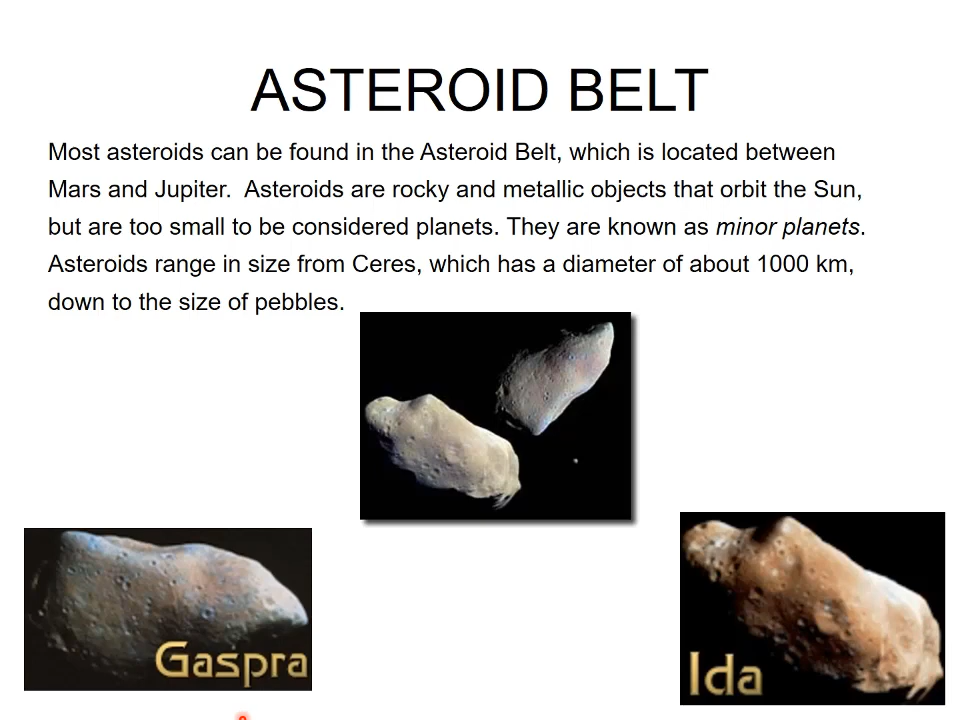 ASTEROID BELT
Most asteroids can be found in the Asteroid Belt, which is located between
Mars and Jupiter.  Asteroids are rocky and metallic objects that orbit the Sun,
but are too small to be considered planets. They are known as minor planets.
Asteroids range in size from Ceres, which has a diameter of about 1000 km,
down to the size of pebbles.
Gaspra
Ida